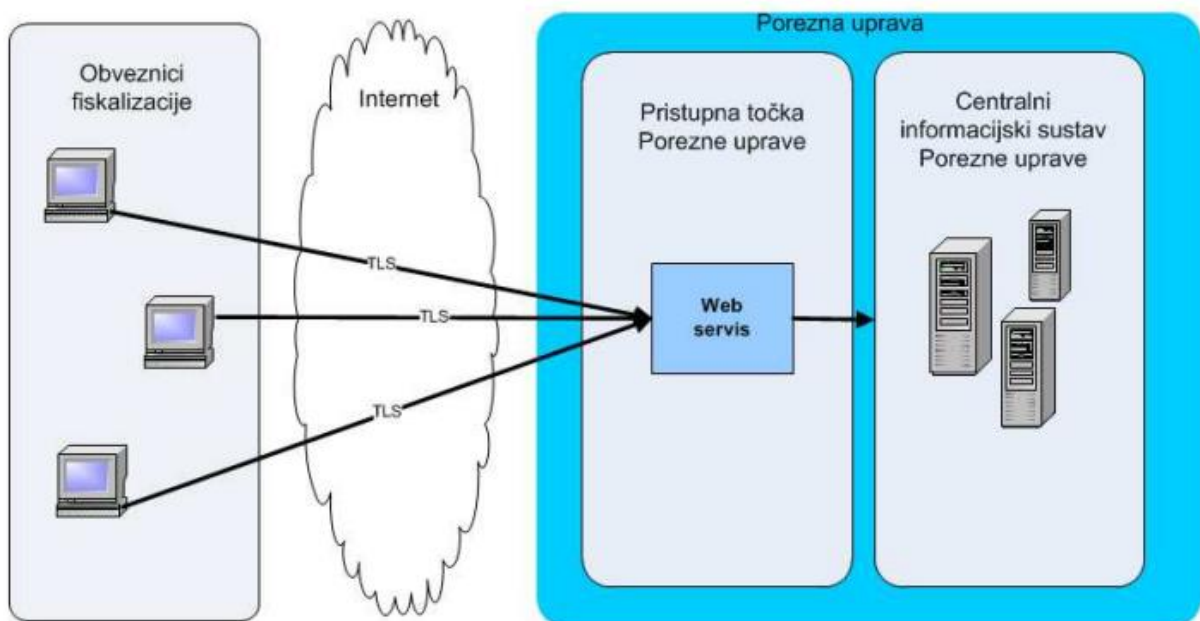 Obveznici
fiskalizacije
Internet
Porezna uprava
Pristupna točka
Porezne uprave
Centralni
informacijski sustav
Porezne uprave
TLS
TLS
TLS
Web
servis